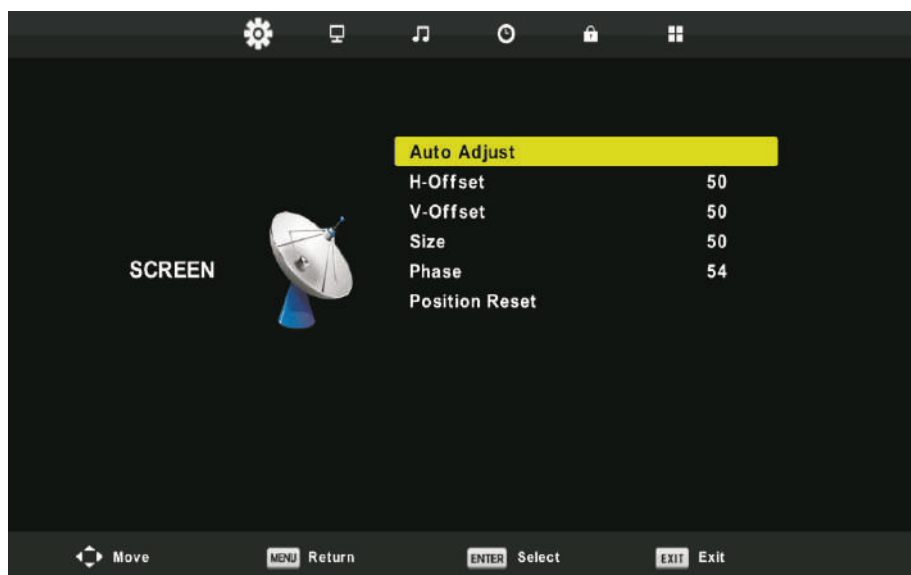 Auto Adjust
H-Offset 50
V-Offset 50
Size 50
SCREEN
Phase 54
Position Reset
Move MENU Return ENTER Select EXIT Exit